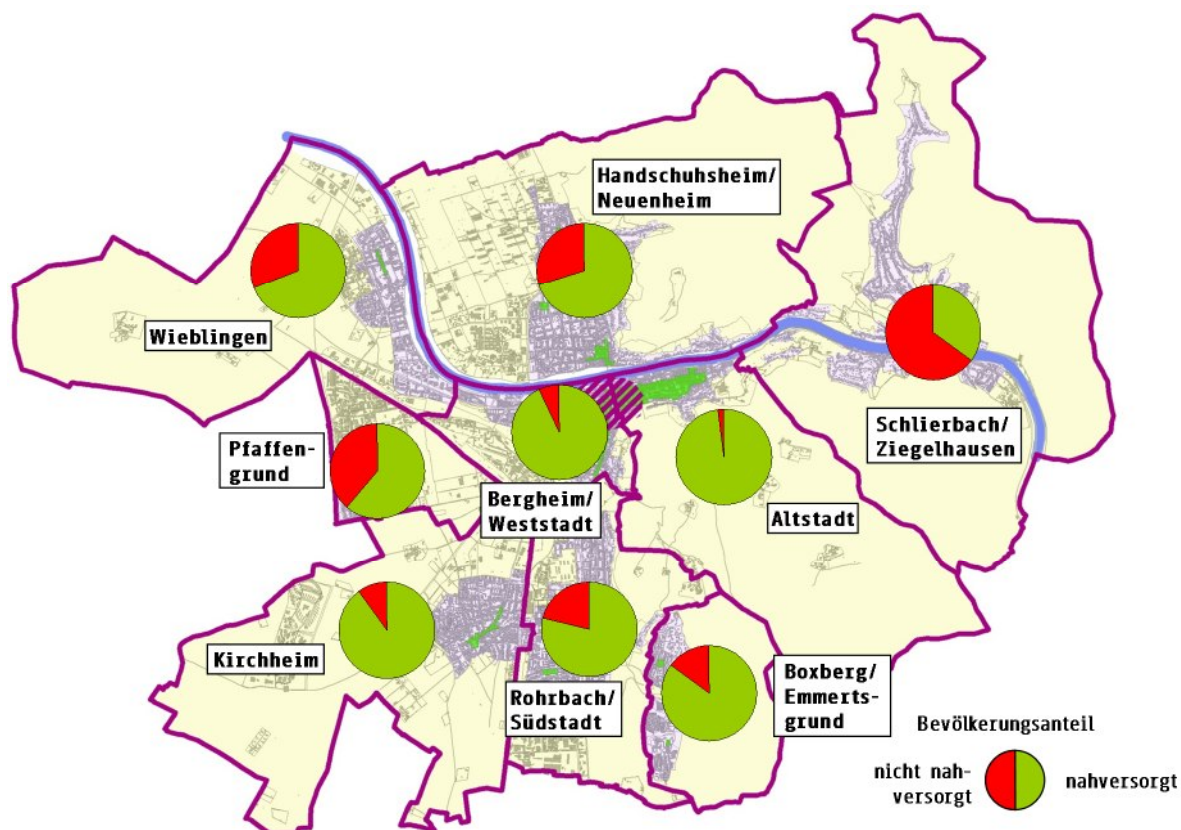 Handschuhsheim/
Neuenheim
Wieblingen
Schlierbach/
Ziegelhausen
Pfaffen-
grund
Bergheim/
Weststadt
Altstadt
Kirchheim
Rohrbach/
Südstadt
Boxberg/
Emmerts-
grund
Bevölkerungsanteil
nicht nah-
versorgt
nahversorgt